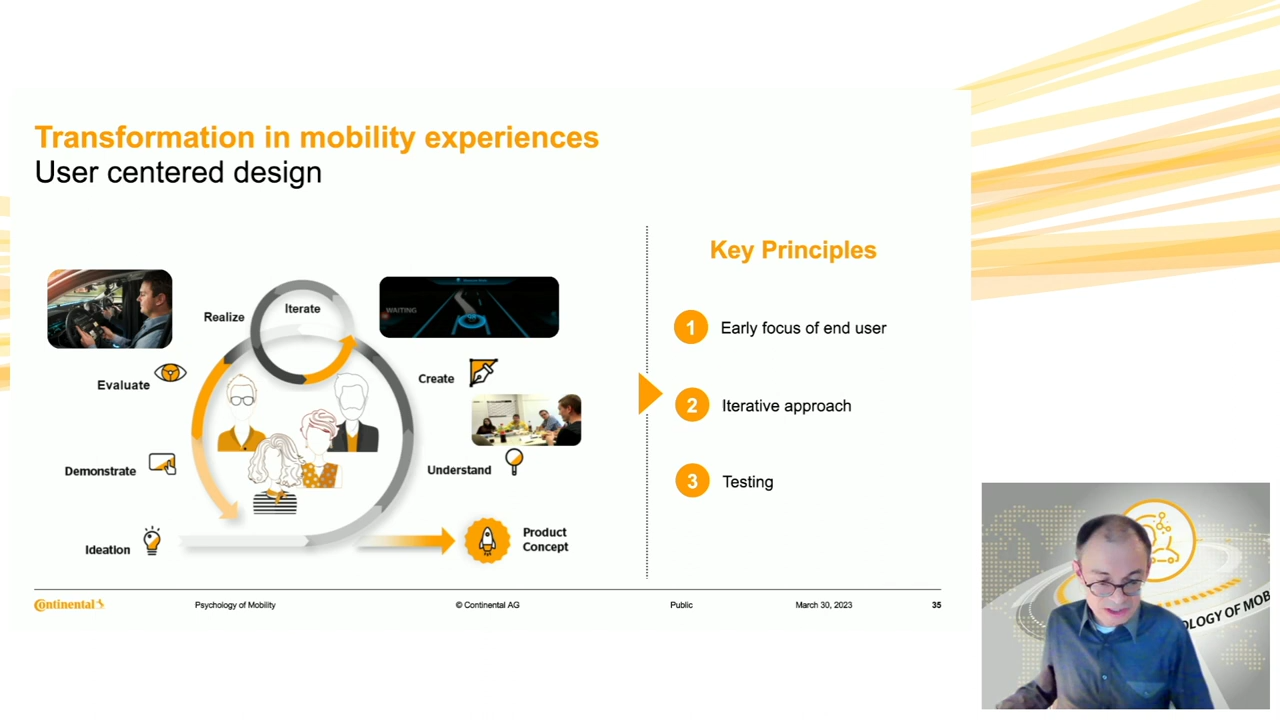 Transformation in mobility experiences
User centered design
Iterate
Realize
WAITING
Evaluate
Create
Demonstrate
Understand
Ideation
Product
Concept
Key Principles
1 Early focus of end user
2 Iterative approach
3 Testing
Continental
Psychology of Mobility
© Continental AG
Public
March 30, 2023
35
OLOGY OF MOB